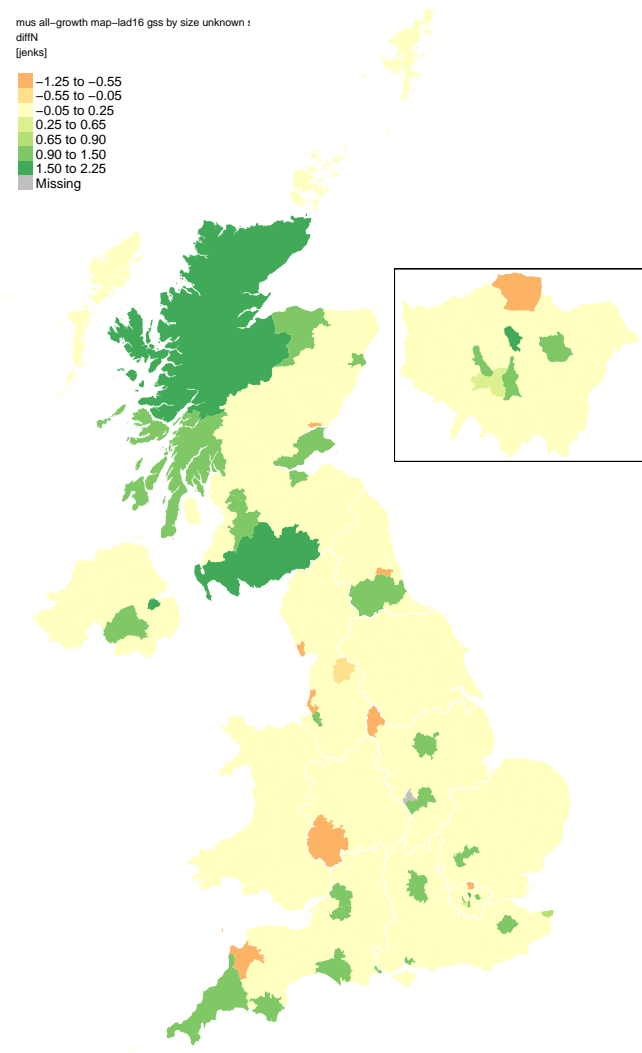 mus all−growth map−lad16 gss by size unknown s
diffN
[jenks]
−1.25 to −0.55
−0.55 to −0.05
−0.05 to 0.25
0.25 to 0.65
0.65 to 0.90
0.90 to 1.50
1.50 to 2.25
Missing